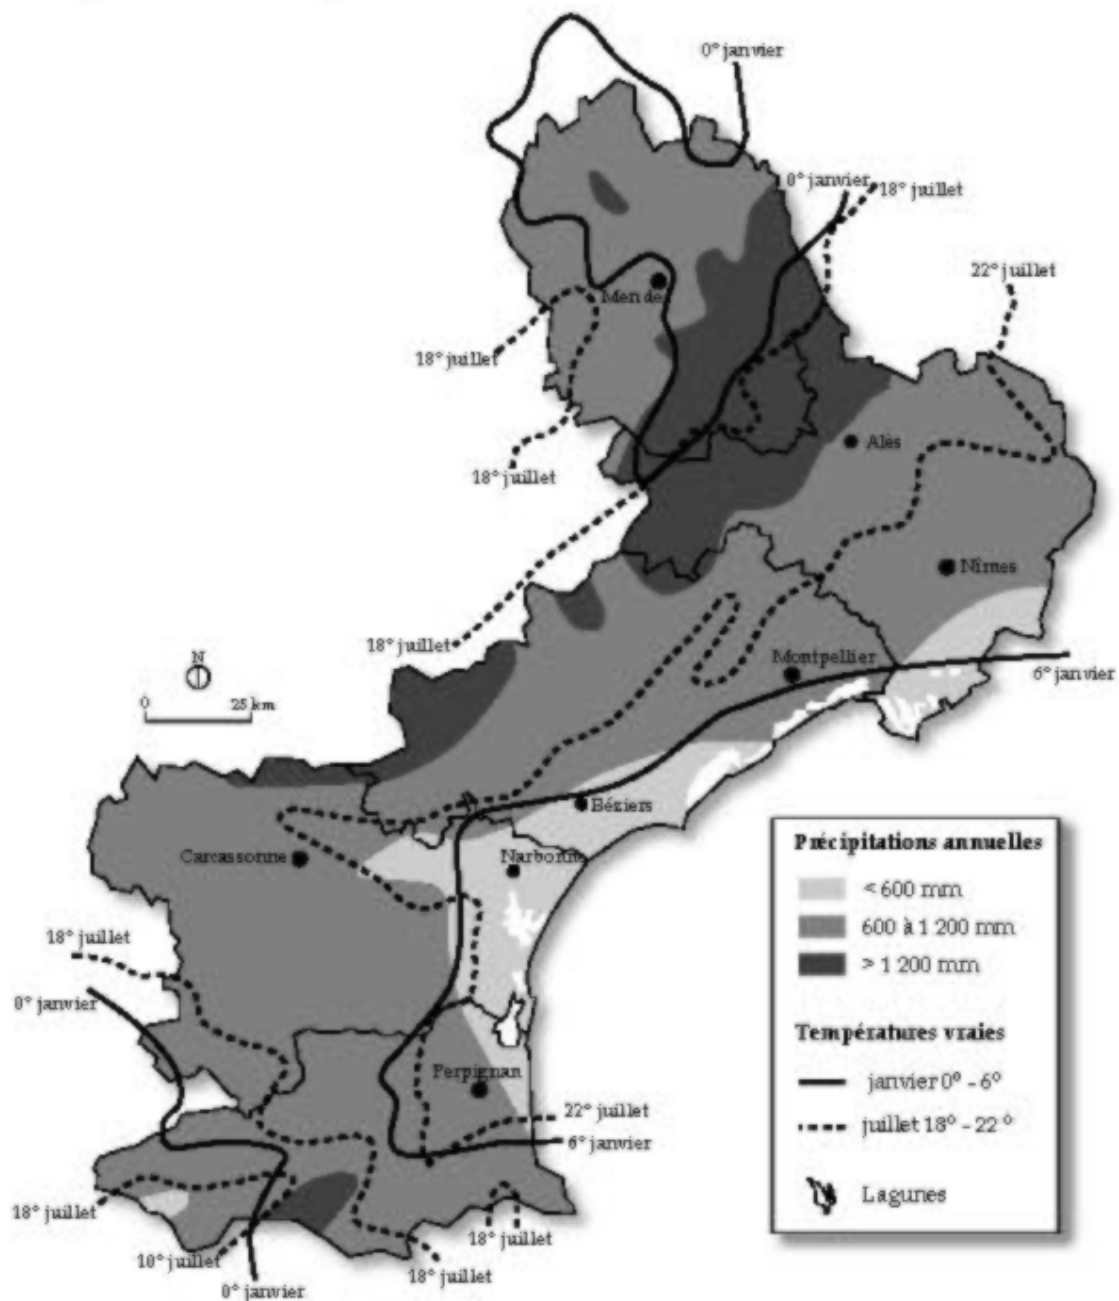 0° janvier
0° janvier
18° juillet
22° juillet
Mende
18° juillet
18° juillet
Alès
Nîmes
18° juillet
Montpellier
6° janvier
N
0 25 km
Béziers
Carcassonne
Narbonne
18° juillet
0° janvier
Perpignan
22° juillet
6° janvier
18° juillet
10° juillet
0° janvier
18° juillet
18° juillet
Précipitations annuelles
< 600 mm
600 à 1 200 mm
> 1 200 mm
Températures vraies
janvier 0° - 6°
juillet 18° - 22°
Lagunes